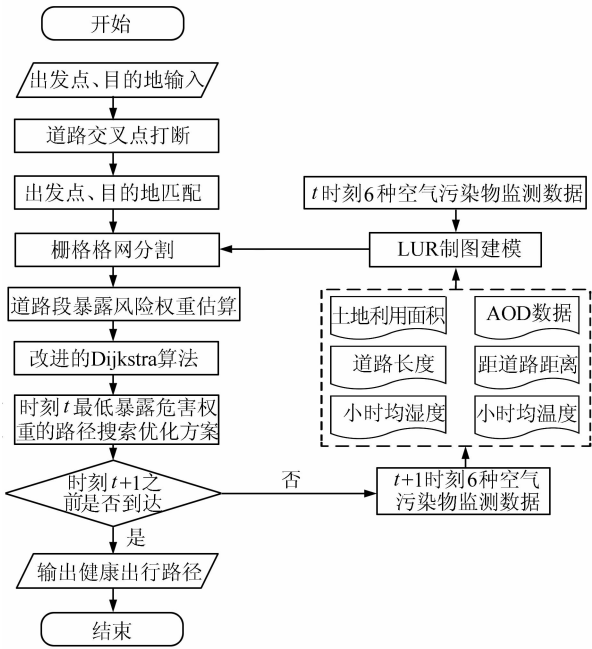 开始
出发点、目的地输入
道路交叉点打断
出发点、目的地匹配
栅格格网分割
道路段暴露风险权重估算
改进的Dijkstra算法
时刻t最低暴露危害权
重的路径搜索优化方案
时刻t+1之
前是否到达
是
输出健康出行路径
结束
否
t时刻6种空气污染物监测数据
LUR制图建模
土地利用面积
AOD数据
道路长度
距道路距离
小时均湿度
小时均温度
t+1时刻6种空气
污染物监测数据